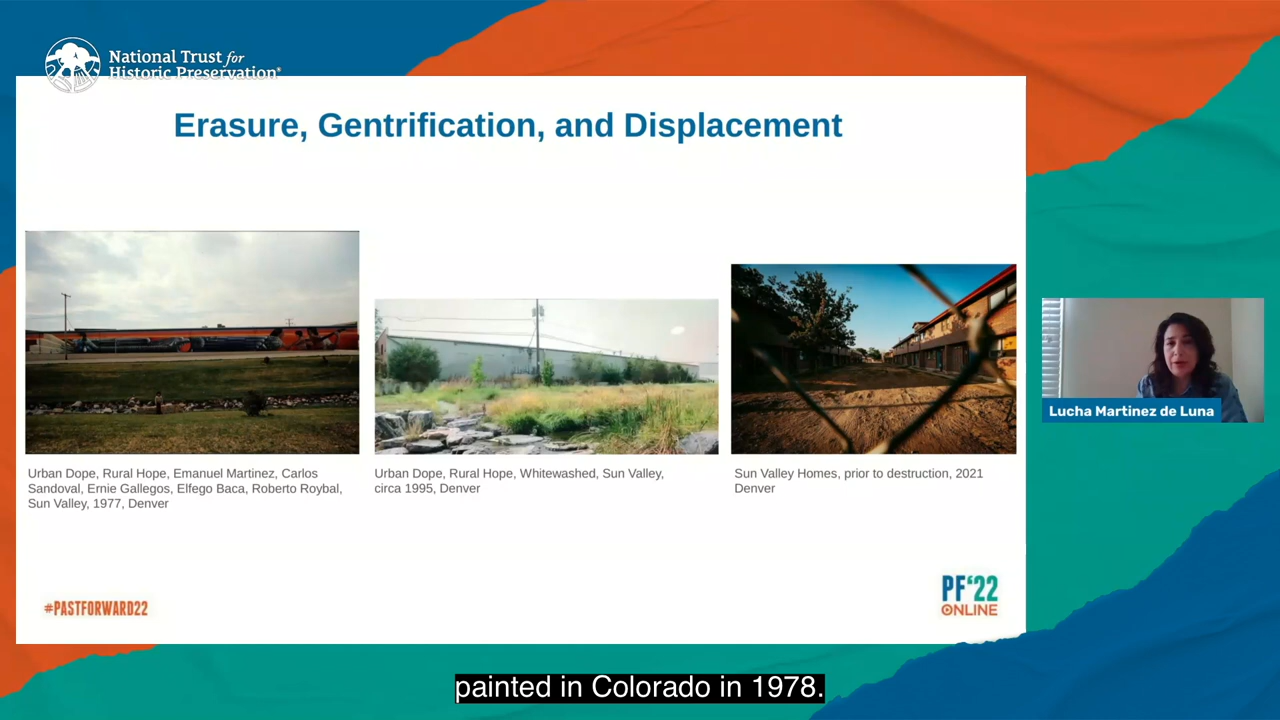 National Trust for
Historic Preservation®
Erasure, Gentrification, and Displacement
Urban Dope, Rural Hope, Emanuel Martinez, Carlos
Sandoval, Ernie Gallegos, Elfego Baca, Roberto Roybal,
Sun Valley, 1977, Denver
Urban Dope, Rural Hope, Whitewashed, Sun Valley,
circa 1995, Denver
Sun Valley Homes, prior to destruction, 2021
Denver
Lucha Martinez de Luna
#PASTFORWARD22
PF‘22
ONLINE
painted in Colorado in 1978.